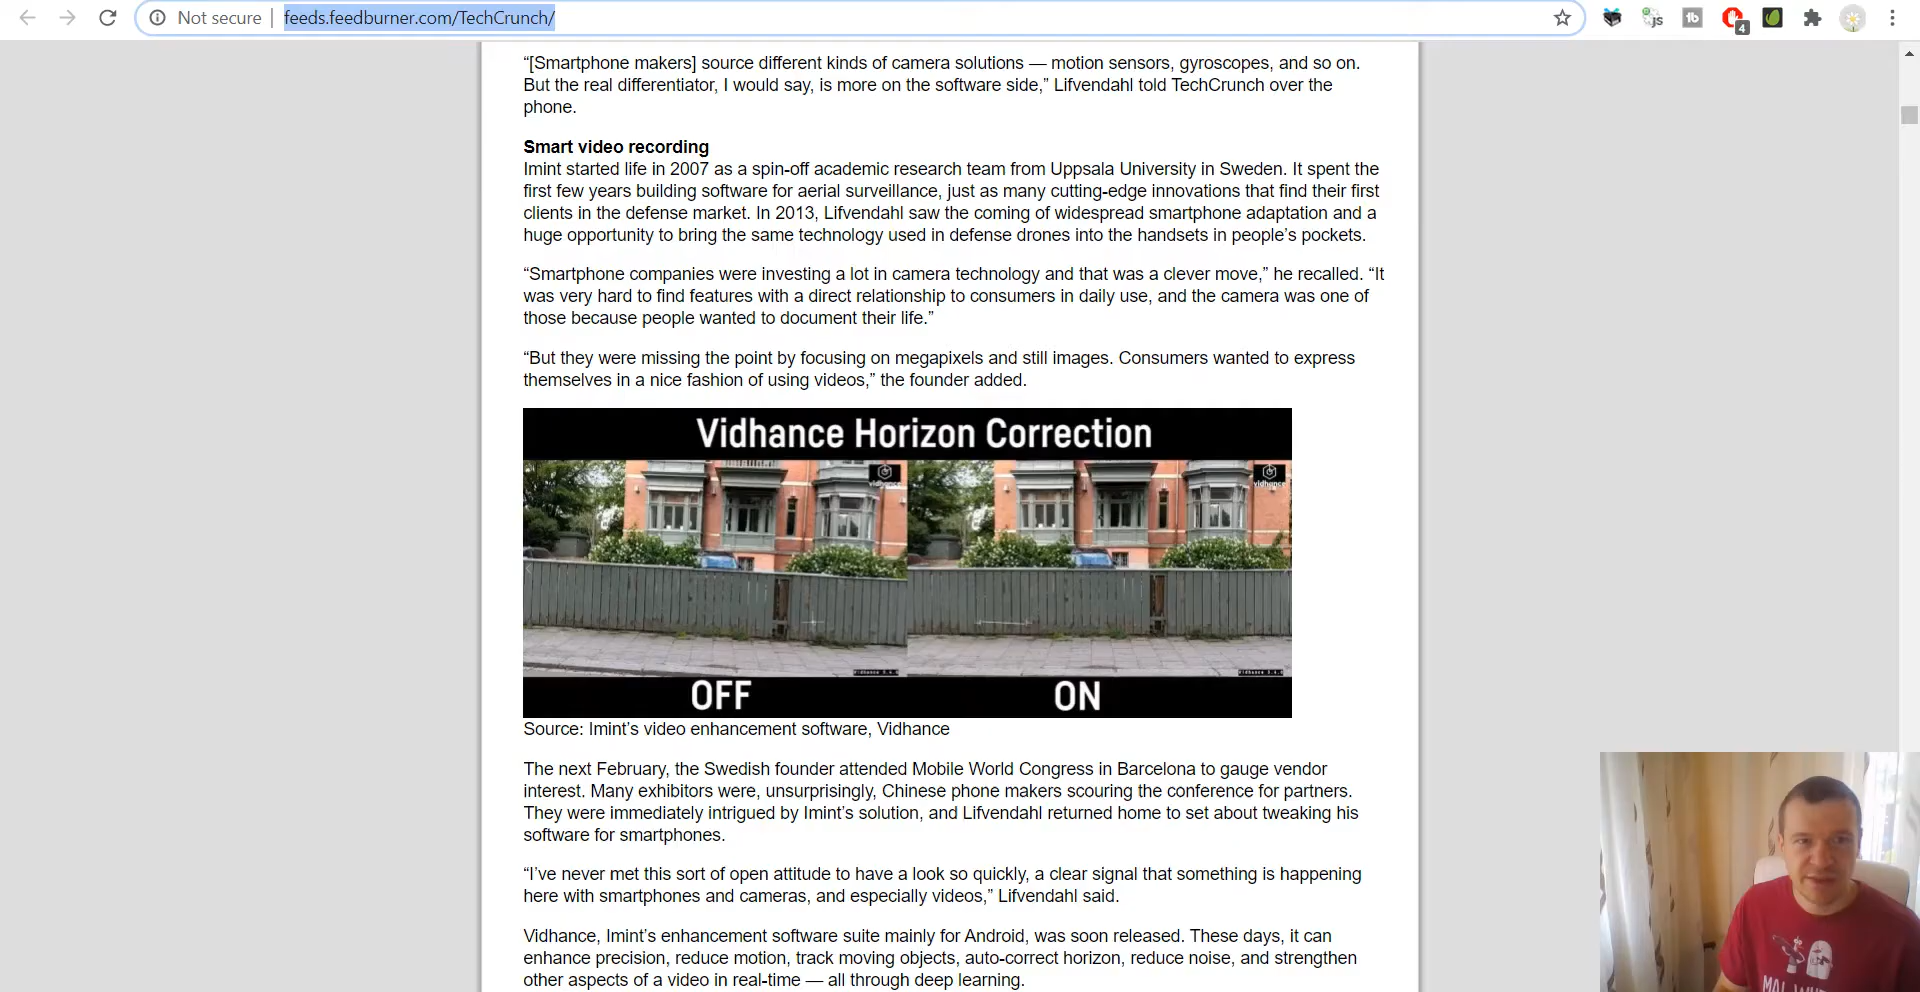 Not secure
feeds.feedburner.com/TechCrunch/
4
“[Smartphone makers] source different kinds of camera solutions — motion sensors, gyroscopes, and so on.
But the real differentiator, I would say, is more on the software side,” Lifvendahl told TechCrunch over the
phone.
Smart video recording
Imint started life in 2007 as a spin-off academic research team from Uppsala University in Sweden. It spent the
first few years building software for aerial surveillance, just as many cutting-edge innovations that find their first
clients in the defense market. In 2013, Lifvendahl saw the coming of widespread smartphone adaptation and a
huge opportunity to bring the same technology used in defense drones into the handsets in people’s pockets.
“Smartphone companies were investing a lot in camera technology and that was a clever move,” he recalled. “It
was very hard to find features with a direct relationship to consumers in daily use, and the camera was one of
those because people wanted to document their life.”
“But they were missing the point by focusing on megapixels and still images. Consumers wanted to express
themselves in a nice fashion of using videos,” the founder added.
Vidhance Horizon Correction
vidhance
vidhance
OFF
ON
Source: Imint’s video enhancement software, Vidhance
The next February, the Swedish founder attended Mobile World Congress in Barcelona to gauge vendor
interest. Many exhibitors were, unsurprisingly, Chinese phone makers scouring the conference for partners.
They were immediately intrigued by Imint’s solution, and Lifvendahl returned home to set about tweaking his
software for smartphones.
“I’ve never met this sort of open attitude to have a look so quickly, a clear signal that something is happening
here with smartphones and cameras, and especially videos,” Lifvendahl said.
Vidhance, Imint’s enhancement software suite mainly for Android, was soon released. These days, it can
enhance precision, reduce motion, track moving objects, auto-correct horizon, reduce noise, and strengthen
other aspects of a video in real-time — all through deep learning.